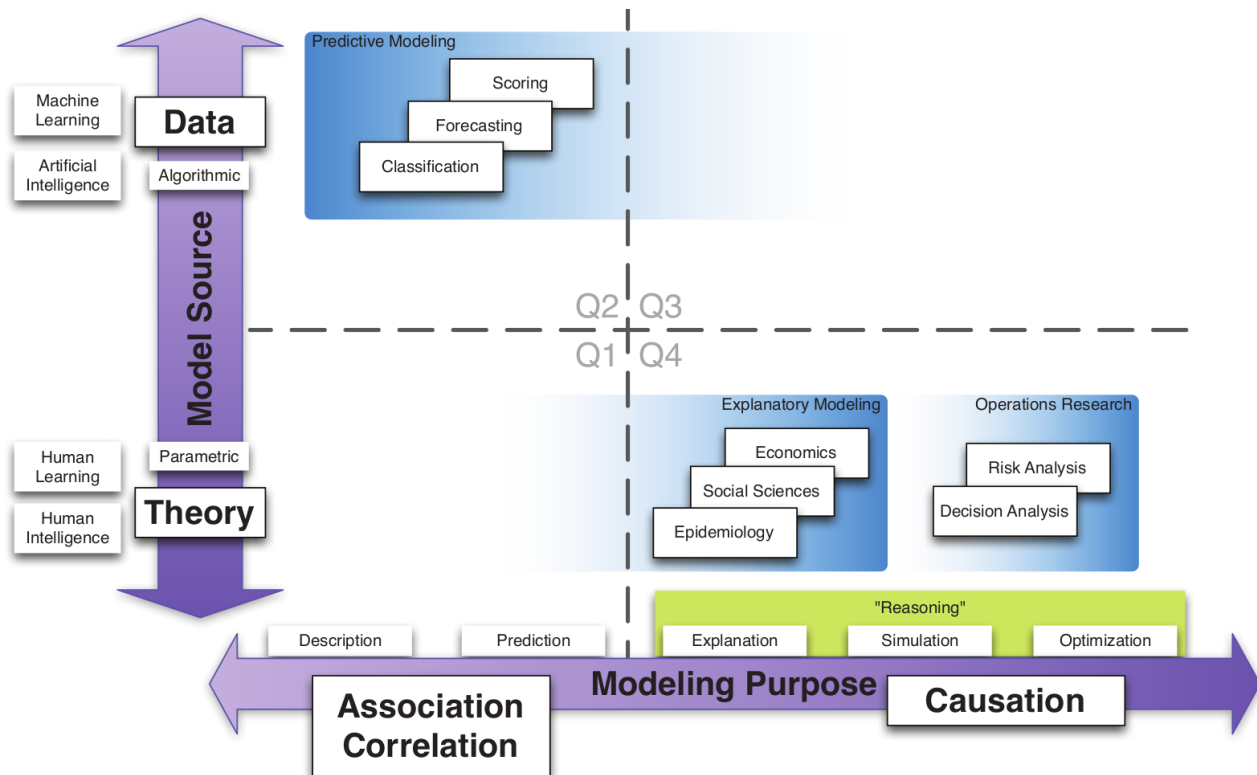 Predictive Modeling
Scoring
Forecasting
Classification
Machine
Learning
Data
Artificial
Intelligence
Algorithmic
Model Source
Q2 Q3
Q1 Q4
Human
Learning
Parametric
Theory
Human
Intelligence
Explanatory Modeling
Economics
Social Sciences
Epidemiology
Operations Research
Risk Analysis
Decision Analysis
"Reasoning"
Description
Prediction
Explanation
Simulation
Optimization
Modeling Purpose
Association
Correlation
Causation